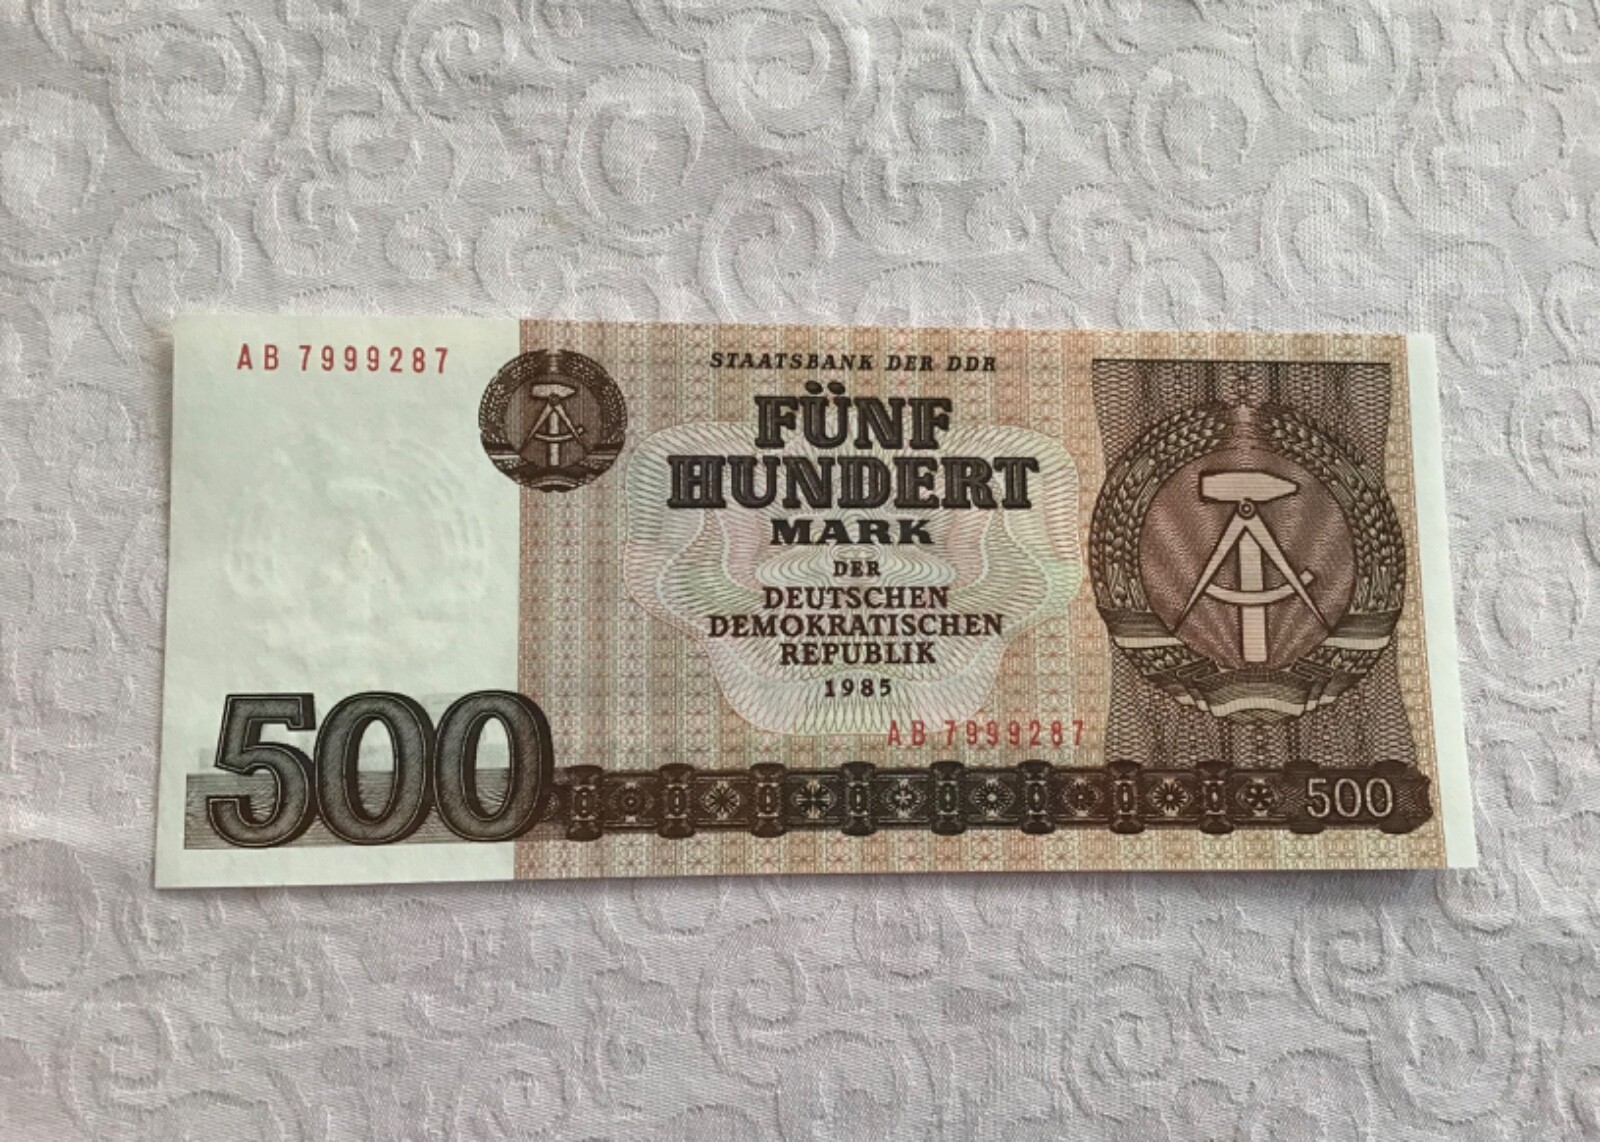 AB 7999287
STAATSBANK DER DDR
FÜNF
HUNDERT
MARK
DER
DEUTSCHEN
DEMOKRATISCHEN
REPUBLIK
1985
AB 7999287
500
500